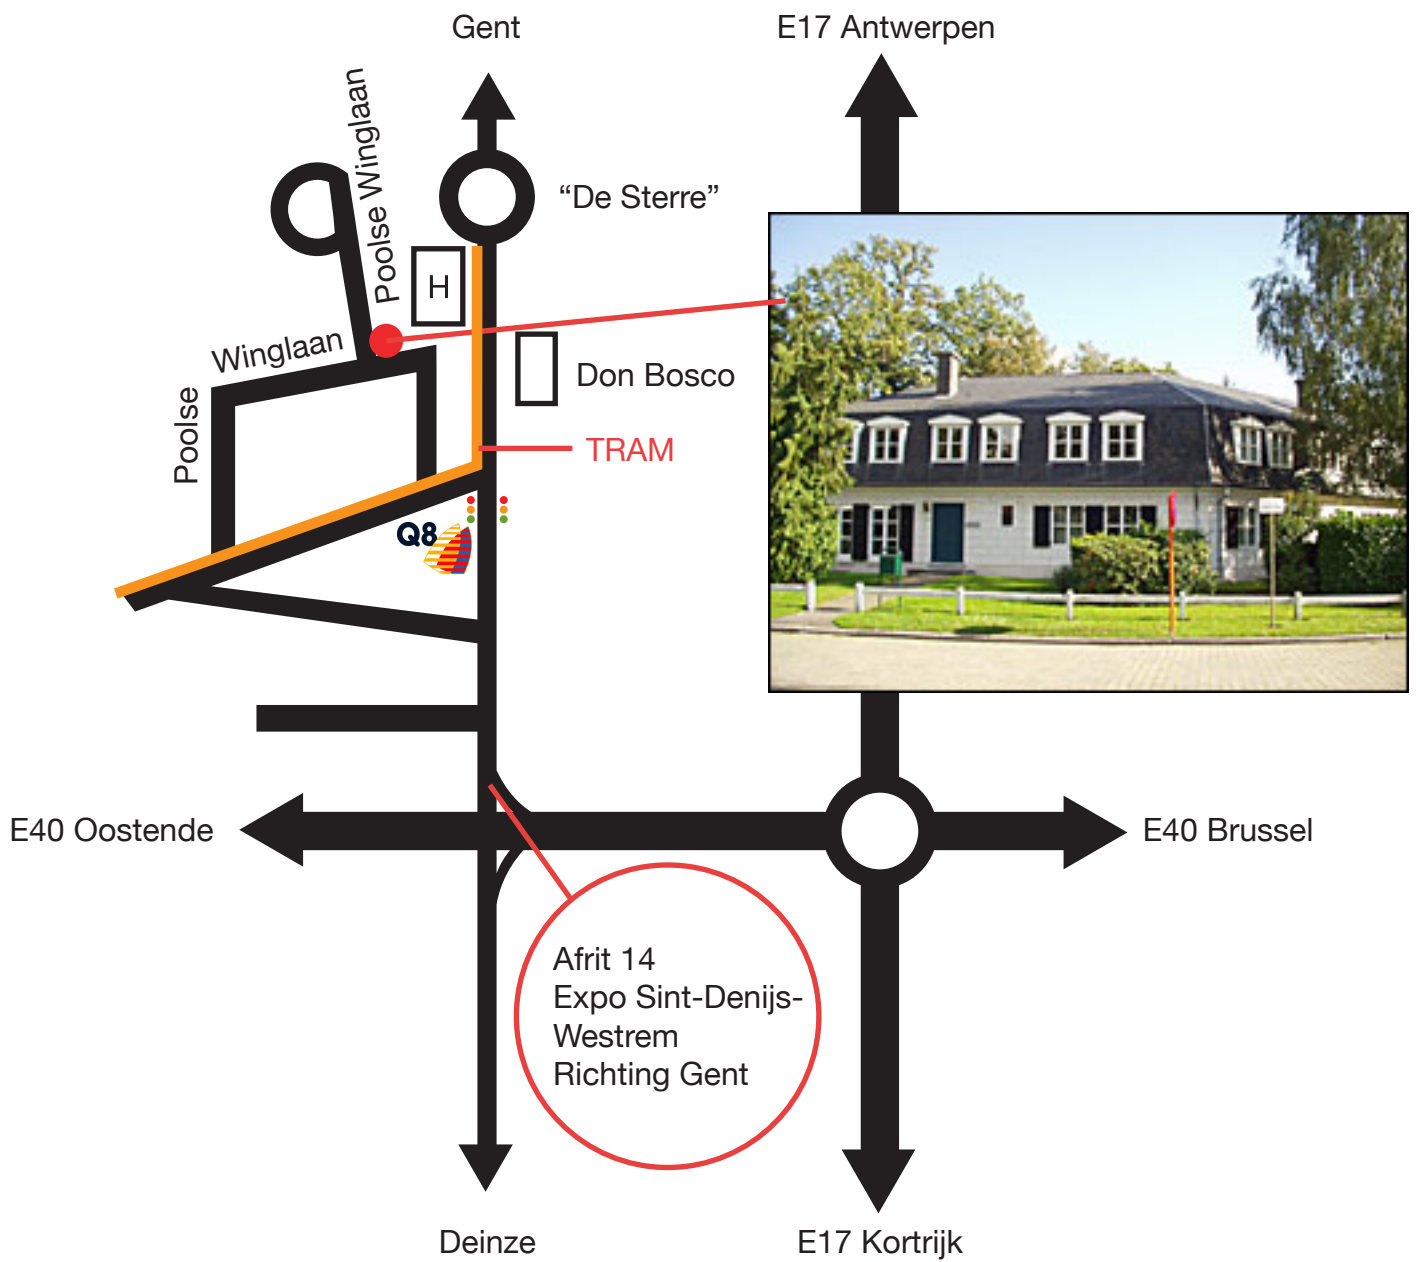 Gent
E17 Antwerpen
Poolse Winglaan
“De Sterre”
H
Winglaan
Poolse
Don Bosco
TRAM
Q8
E40 Oostende
E40 Brussel
Afrit 14
Expo Sint-Denijs-
Westrem
Richting Gent
Deinze
E17 Kortrijk